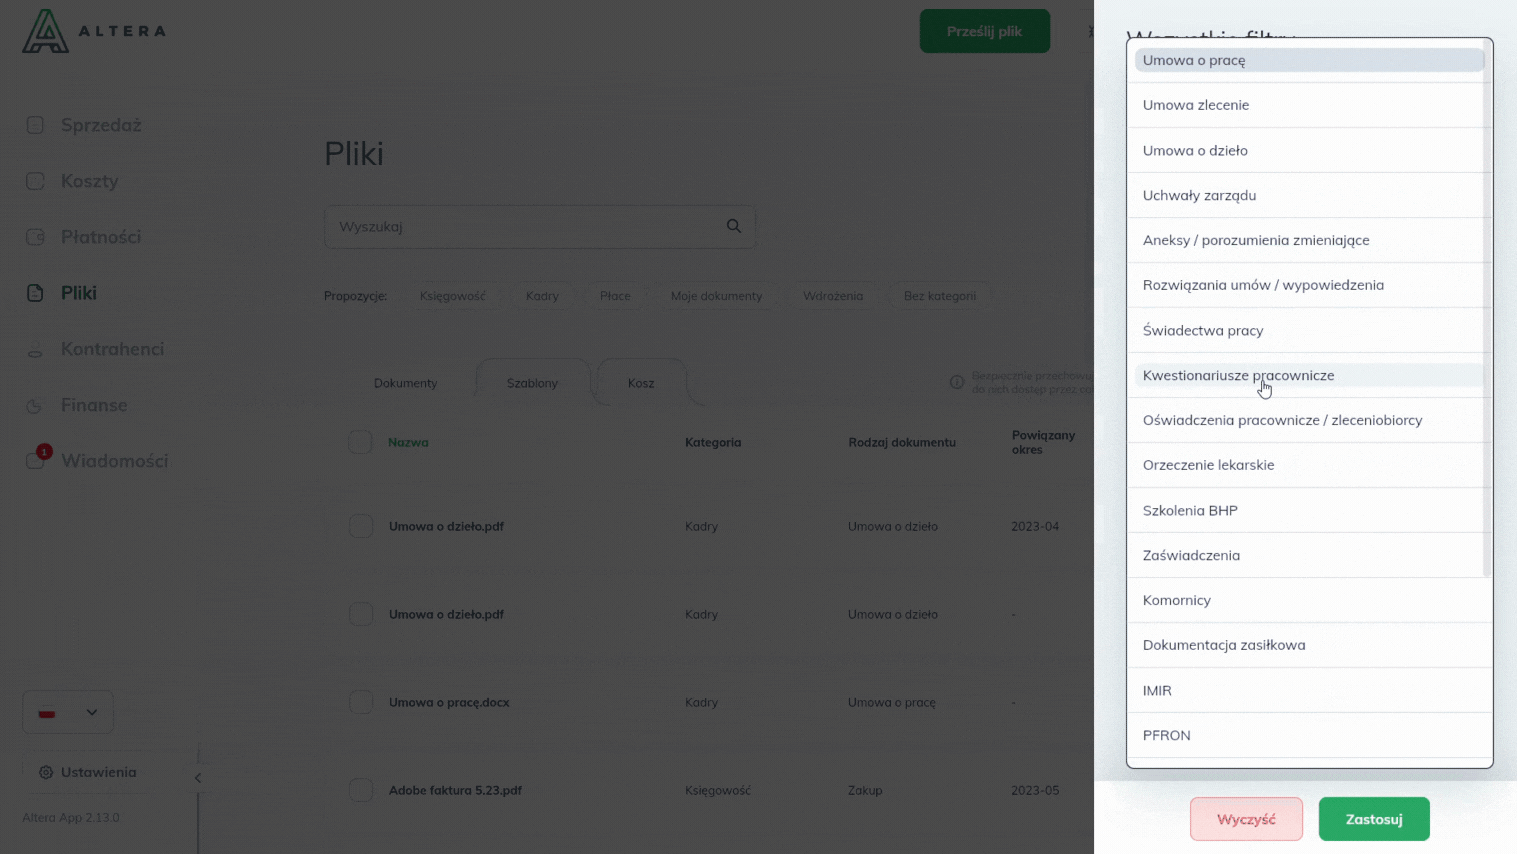 ALTERA
Prześlij plik
Sprzedaż
Koszty
Płatności
Pliki
Kontrahenci
Finanse
1
Wiadomości
Ustawienia
Altera App 2.13.0
Pliki
Wyszukaj
Propozycje:
Księgowość
Kadry
Płace
Moje dokumenty
Wdrożenia
Bez kategorii
Dokumenty
Szablony
Kosz
Bezpiecznie przechowuj
do nich dostęp przez
Nazwa
Kategoria
Rodzaj dokumentu
Powiązany
okres
Umowa o dzieło.pdf
Kadry
Umowa o dzieło
2023-04
Umowa o dzieło.pdf
Kadry
Umowa o dzieło
-
Umowa o pracę.docx
Kadry
Umowa o pracę
-
Adobe faktura 5.23.pdf
Księgowość
Zakup
2023-05
Wszystkie filtry
Umowa o pracę
Umowa zlecenie
Umowa o dzieło
Uchwały zarządu
Aneksy / porozumienia zmieniające
Rozwiązania umów / wypowiedzenia
Świadectwa pracy
Kwestionariusze pracownicze
Oświadczenia pracownicze / zleceniobiorcy
Orzeczenie lekarskie
Szkolenia BHP
Zaświadczenia
Komornicy
Dokumentacja zasiłkowa
IMIR
PFRON
Wyczyść
Zastosuj